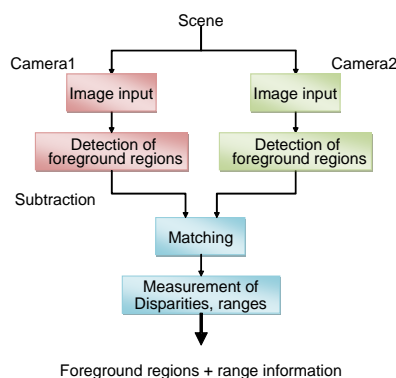 Scene
Camera1
Camera2
Image input
Image input
Detection of
foreground regions
Detection of
foreground regions
Subtraction
Matching
Measurement of
Disparities, ranges
Foreground regions + range information